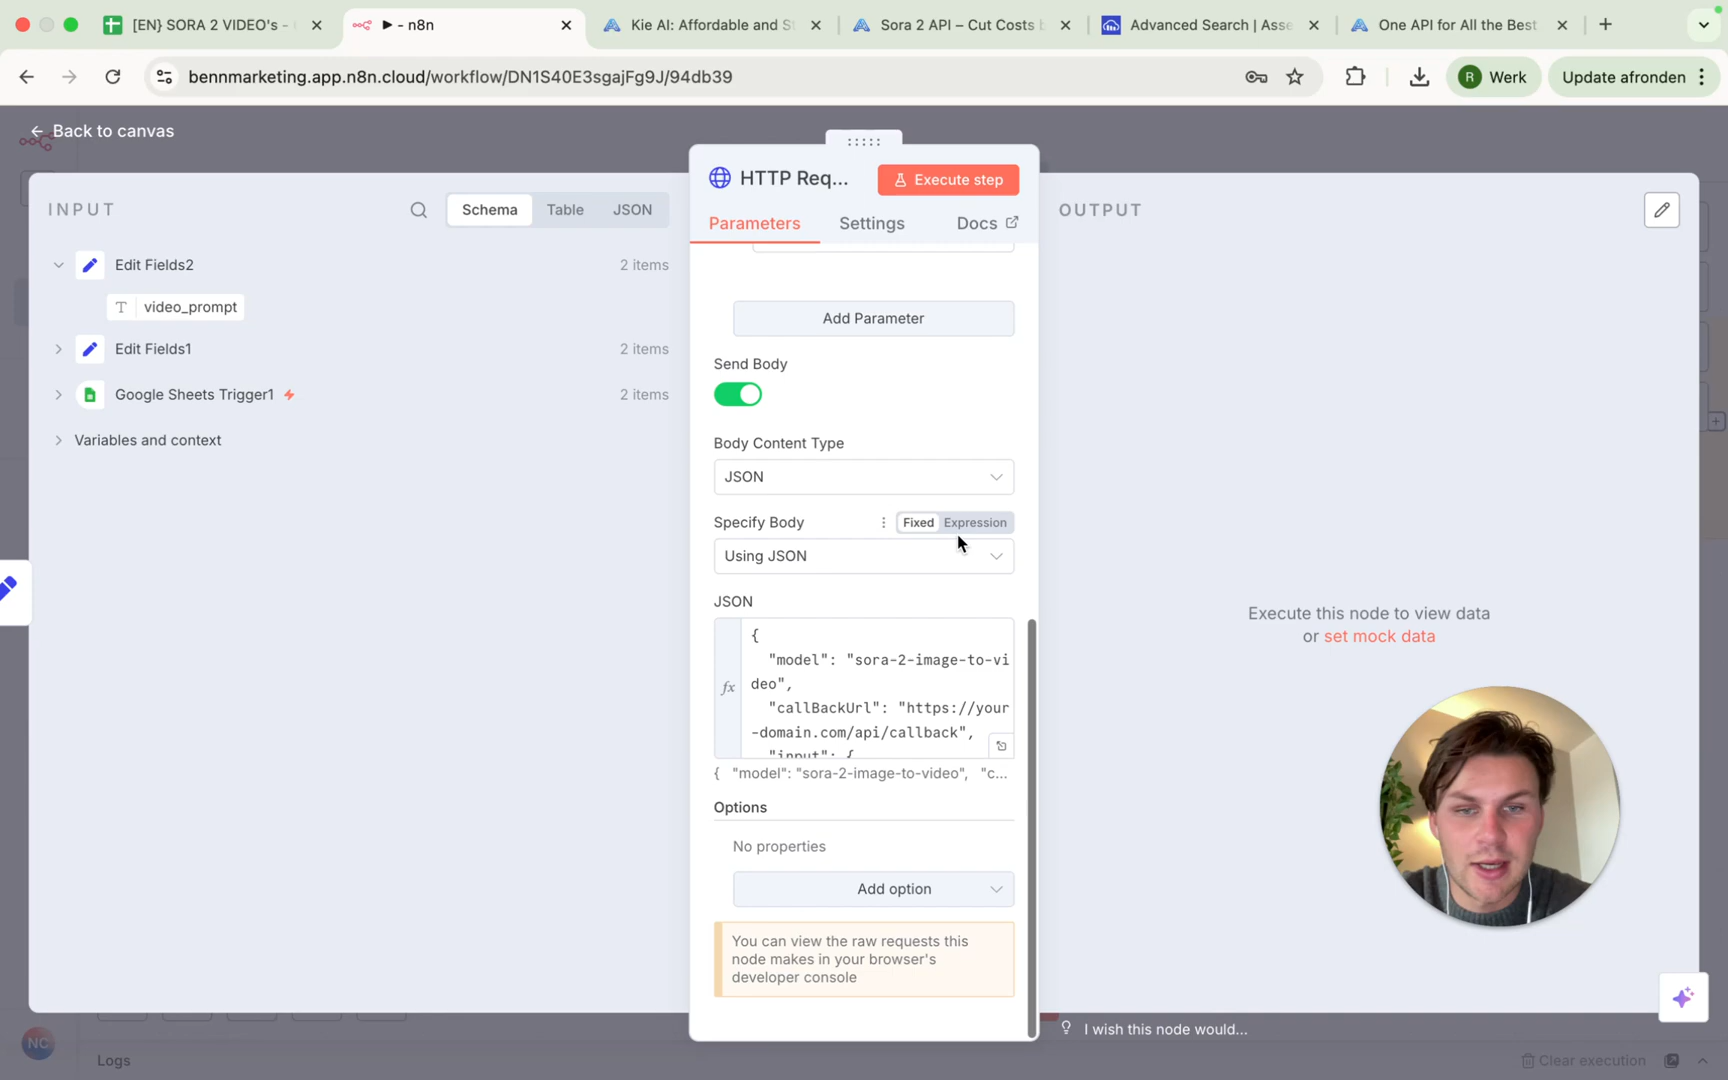 [EN} SORA 2 VIDEO's -
▶ - n8n
Kie AI: Affordable and S
Sora 2 API – Cut Costs b
Advanced Search | Asse
One API for All the Best
bennmarketing.app.n8n.cloud/workflow/DN1S40E3sgajFg9J/94db39
R
Werk
Update afronden
Back to canvas
INPUT
Schema
Table
JSON
Edit Fields2
2 items
T
video_prompt
Edit Fields1
2 items
Google Sheets Trigger1
2 items
Variables and context
HTTP Req...
Execute step
Parameters
Settings
Docs
Add Parameter
Send Body
Body Content Type
JSON
Specify Body
Fixed
Expression
Using JSON
JSON
fx
{
"model": "sora-2-image-to-vi
deo",
"callBackUrl": "https://your
-domain.com/api/callback",
"input": {
{ "model": "sora-2-image-to-video", "c...
Options
No properties
Add option
You can view the raw requests this
node makes in your browser's
developer console
OUTPUT
Execute this node to view data
or set mock data
I wish this node would...
NC
Logs
Clear execution